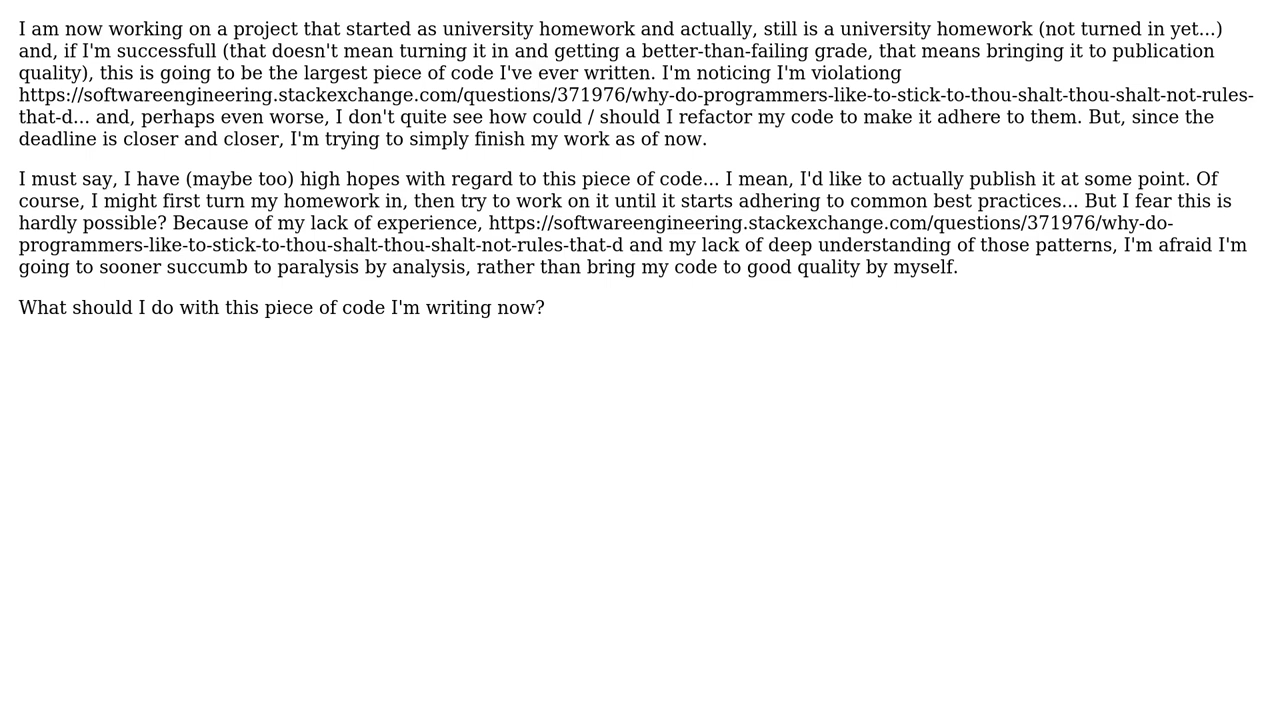 I am now working on a project that started as university homework and actually, still is a university homework (not turned in yet...)
and, if I'm successfull (that doesn't mean turning it in and getting a better-than-failing grade, that means bringing it to publication
quality), this is going to be the largest piece of code I've ever written. I'm noticing I'm violationg
https://softwareengineering.stackexchange.com/questions/371976/why-do-programmers-like-to-stick-to-thou-shalt-thou-shalt-not-rules-
that-d... and, perhaps even worse, I don't quite see how could / should I refactor my code to make it adhere to them. But, since the
deadline is closer and closer, I'm trying to simply finish my work as of now.
I must say, I have (maybe too) high hopes with regard to this piece of code... I mean, I'd like to actually publish it at some point. Of
course, I might first turn my homework in, then try to work on it until it starts adhering to common best practices... But I fear this is
hardly possible? Because of my lack of experience, https://softwareengineering.stackexchange.com/questions/371976/why-do-
programmers-like-to-stick-to-thou-shalt-thou-shalt-not-rules-that-d and my lack of deep understanding of those patterns, I'm afraid I'm
going to sooner succumb to paralysis by analysis, rather than bring my code to good quality by myself.
What should I do with this piece of code I'm writing now?